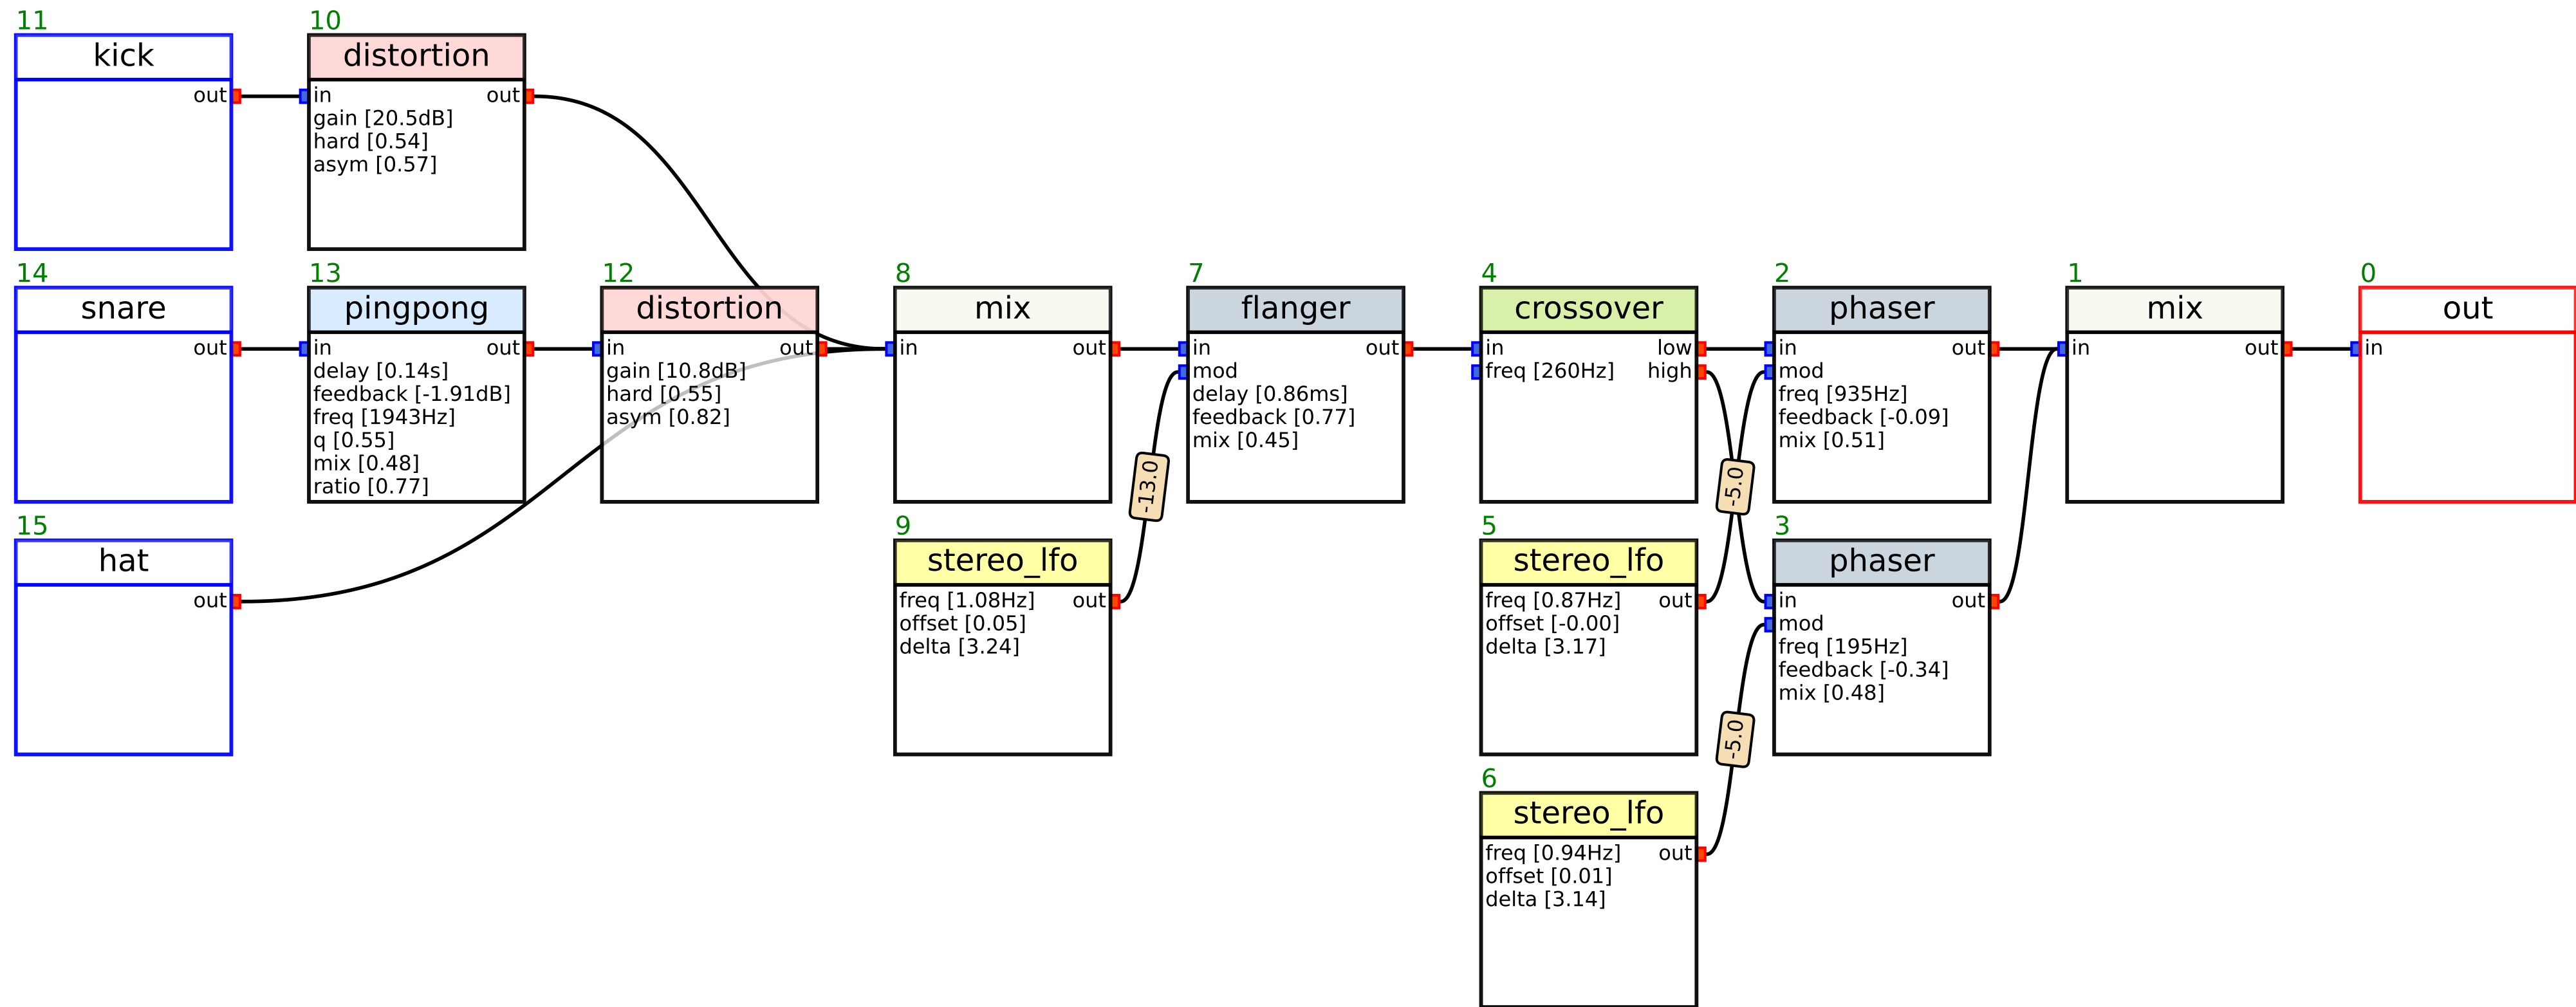 11
kick
out
10
distortion
in out
gain [20.5dB]
hard [0.54]
asym [0.57]
14
snare
out
13
pingpong
in out
delay [0.14s]
feedback [-1.91dB]
freq [1943Hz]
q [0.55]
mix [0.48]
ratio [0.77]
12
distortion
in out
gain [10.8dB]
hard [0.55]
asym [0.82]
8
mix
in out
7
flanger
in out
mod
delay [0.86ms]
feedback [0.77]
mix [0.45]
4
crossover
in low
freq [260Hz] high
2
phaser
in out
mod
freq [935Hz]
feedback [-0.09]
mix [0.51]
1
mix
in out
0
out
in
-13.0
-5.0
15
hat
out
9
stereo_lfo
freq [1.08Hz] out
offset [0.05]
delta [3.24]
5
stereo_lfo
freq [0.87Hz] out
offset [-0.00]
delta [3.17]
3
phaser
in out
mod
freq [195Hz]
feedback [-0.34]
mix [0.48]
-5.0
6
stereo_lfo
freq [0.94Hz] out
offset [0.01]
delta [3.14]